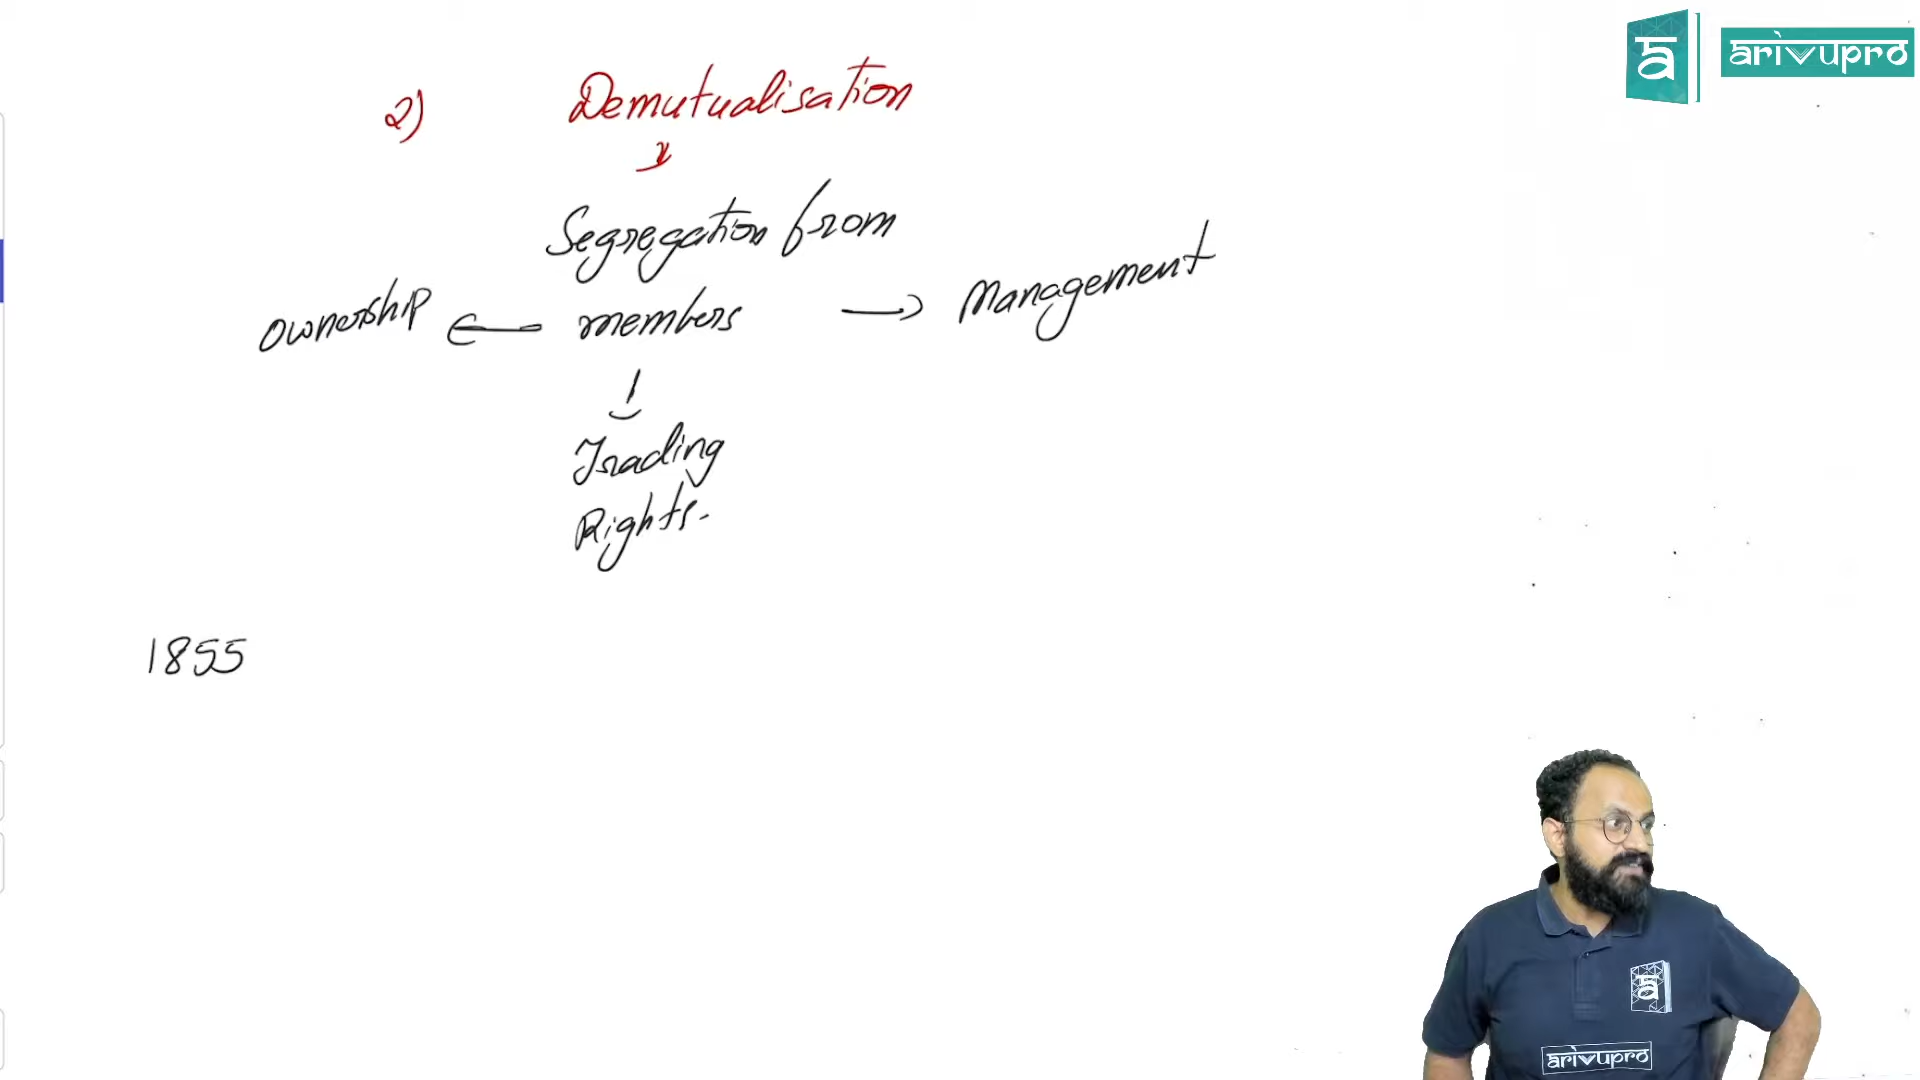 arivupro
2) Demutualisation
Segregation from
ownership ← members → Management
Trading
Rights.
1855
arivupro